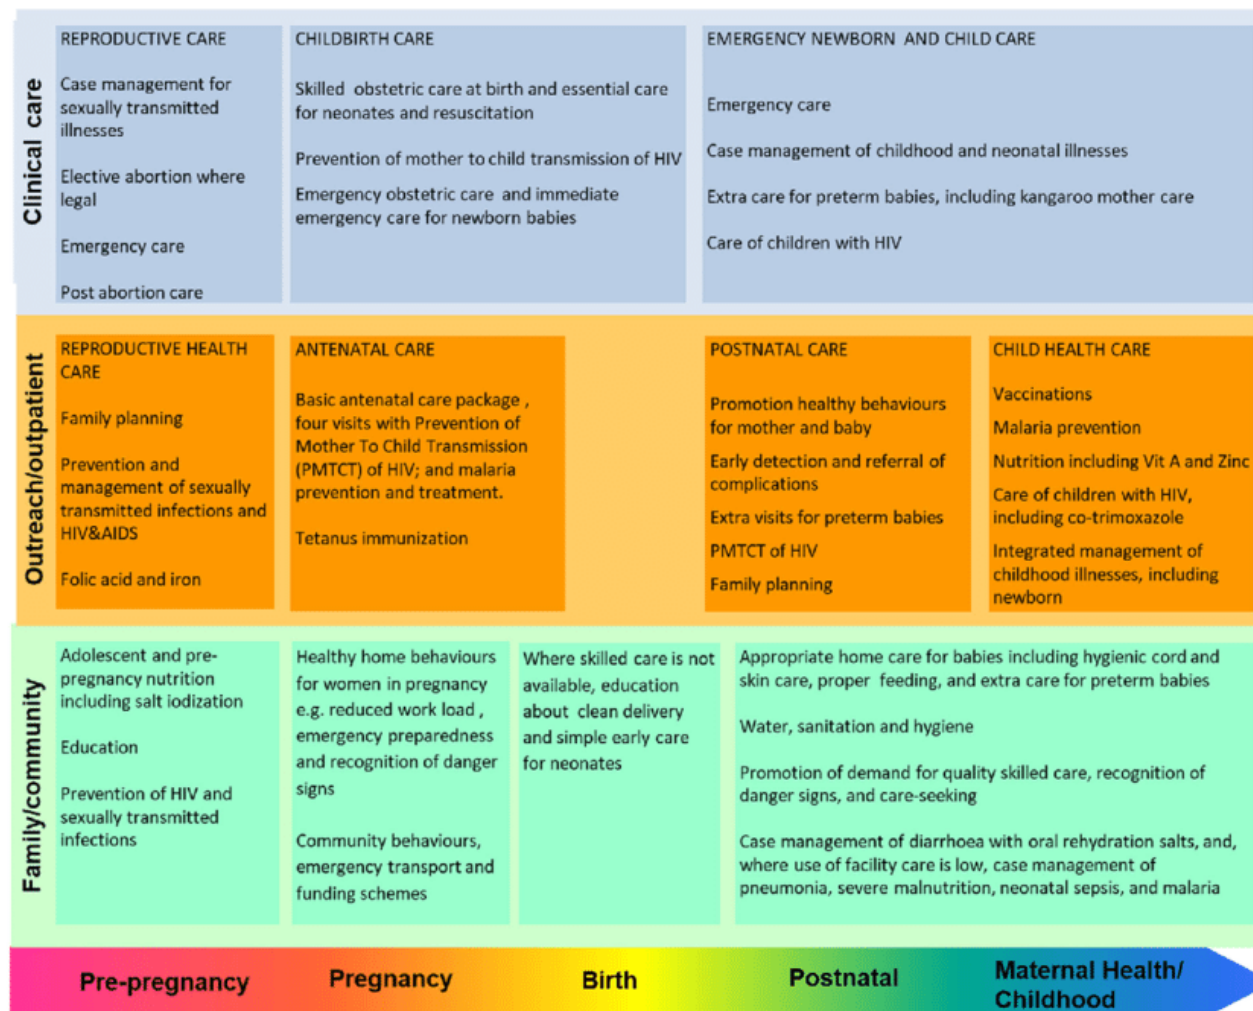 Clinical care
REPRODUCTIVE CARE
Case management for
sexually transmitted
illnesses
Elective abortion where
legal
Emergency care
Post abortion care
CHILDBIRTH CARE
Skilled obstetric care at birth and essential care
for neonates and resuscitation
Prevention of mother to child transmission of HIV
Emergency obstetric care and immediate
emergency care for newborn babies
EMERGENCY NEWBORN AND CHILD CARE
Emergency care
Case management of childhood and neonatal illnesses
Extra care for preterm babies, including kangaroo mother care
Care of children with HIV
Outreach/outpatient
REPRODUCTIVE HEALTH
CARE
Family planning
Prevention and
management of sexually
transmitted infections and
HIV&AIDS
Folic acid and iron
ANTENATAL CARE
Basic antenatal care package ,
four visits with Prevention of
Mother To Child Transmission
(PMTCT) of HIV; and malaria
prevention and treatment.
Tetanus immunization
POSTNATAL CARE
Promotion healthy behaviours
for mother and baby
Early detection and referral of
complications
Extra visits for preterm babies
PMTCT of HIV
Family planning
CHILD HEALTH CARE
Vaccinations
Malaria prevention
Nutrition including Vit A and Zinc
Care of children with HIV,
including co-trimoxazole
Integrated management of
childhood illnesses, including
newborn
Family/community
Adolescent and pre-
pregnancy nutrition
including salt iodization
Education
Prevention of HIV and
sexually transmitted
infections
Healthy home behaviours
for women in pregnancy
e.g. reduced work load ,
emergency preparedness
and recognition of danger
signs
Community behaviours,
emergency transport and
funding schemes
Where skilled care is not
available, education
about clean delivery
and simple early care
for neonates
Appropriate home care for babies including hygienic cord and
skin care, proper feeding, and extra care for preterm babies
Water, sanitation and hygiene
Promotion of demand for quality skilled care, recognition of
danger signs, and care-seeking
Case management of diarrhoea with oral rehydration salts, and,
where use of facility care is low, case management of
pneumonia, severe malnutrition, neonatal sepsis, and malaria
Pre-pregnancy
Pregnancy
Birth
Postnatal
Maternal Health/
Childhood